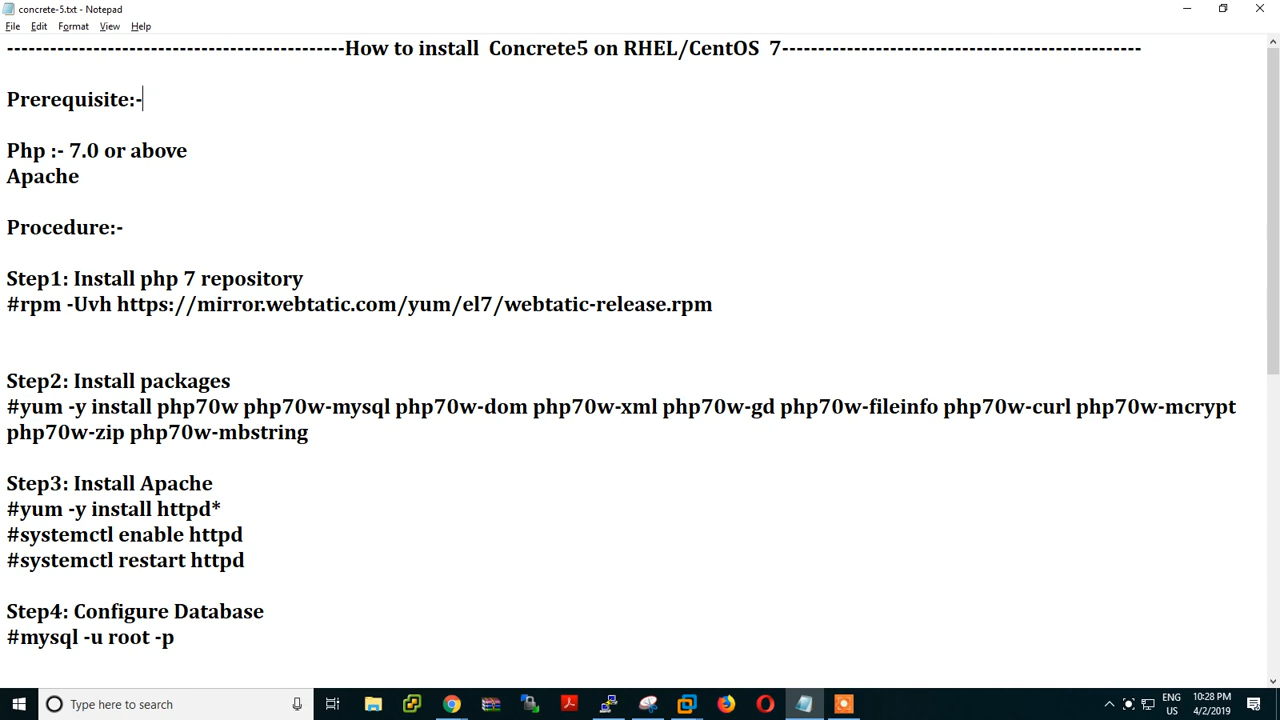 concrete-5.txt - Notepad
File Edit Format View Help
-----------------------------------------------How to install  Concrete5 on RHEL/CentOS  7--------------------------------------------------
Prerequisite:-
Php :- 7.0 or above
Apache
Procedure:-
Step1: Install php 7 repository
#rpm -Uvh https://mirror.webtatic.com/yum/el7/webtatic-release.rpm
Step2: Install packages
#yum -y install php70w php70w-mysql php70w-dom php70w-xml php70w-gd php70w-fileinfo php70w-curl php70w-mcrypt
php70w-zip php70w-mbstring
Step3: Install Apache
#yum -y install httpd*
#systemctl enable httpd
#systemctl restart httpd
Step4: Configure Database
#mysql -u root -p
Type here to search
ENG
US
10:28 PM
4/2/2019